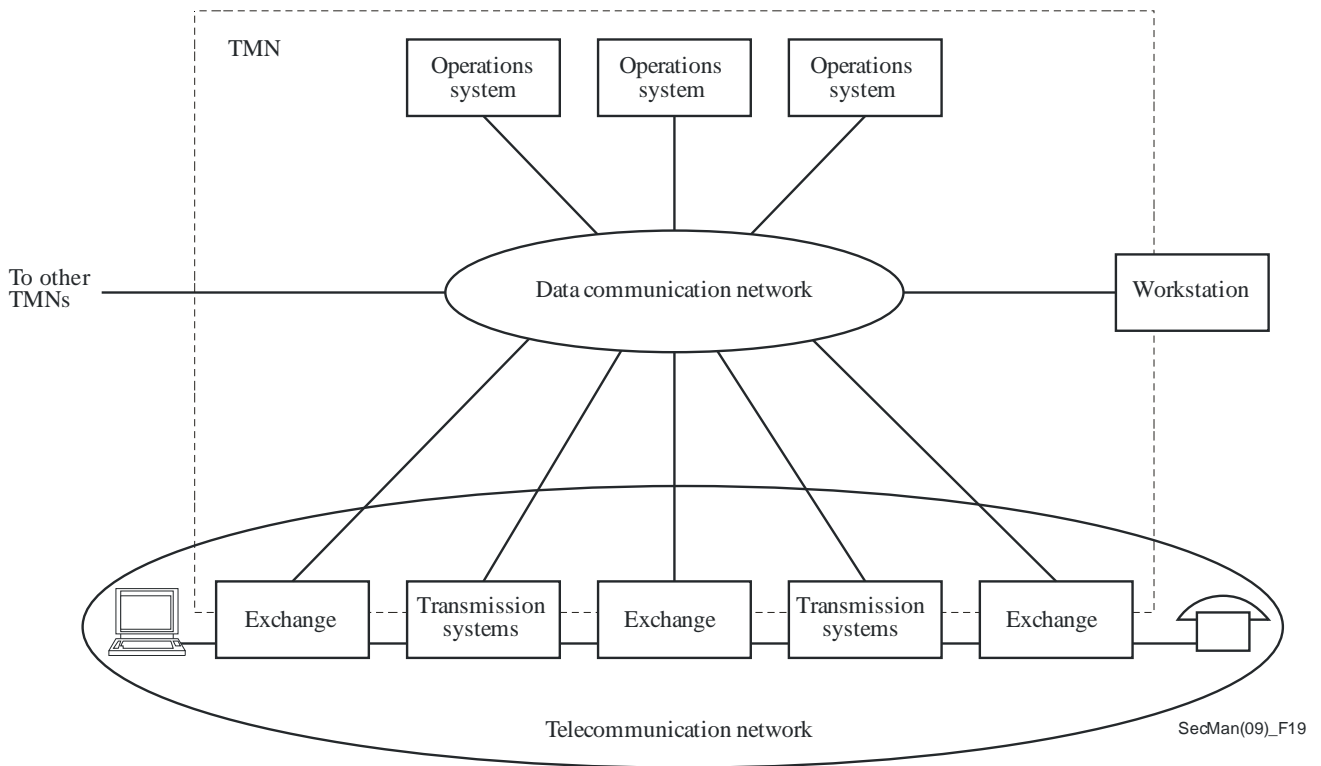 TMN
Operations
system
Operations
system
Operations
system
To other
TMNs
Data communication network
Workstation
Exchange
Transmission
systems
Exchange
Transmission
systems
Exchange
Telecommunication network
SecMan(09)_F19